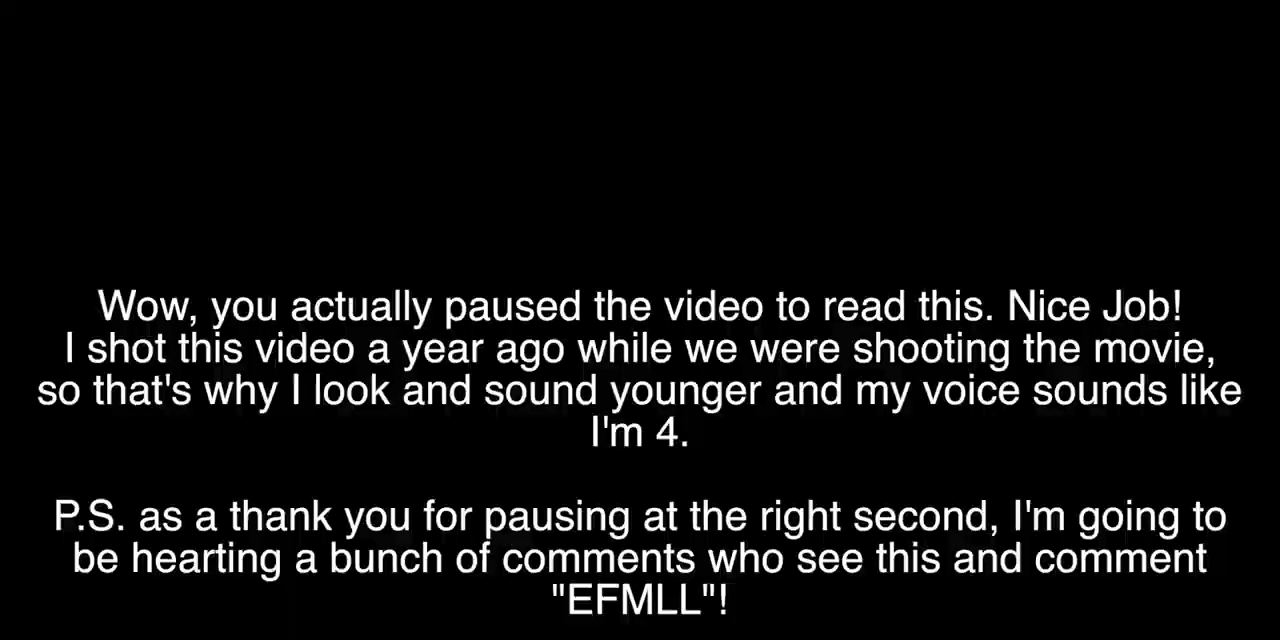 Wow, you actually paused the video to read this. Nice Job!
I shot this video a year ago while we were shooting the movie,
so that's why I look and sound younger and my voice sounds like
I'm 4.
P.S. as a thank you for pausing at the right second, I'm going to
be hearting a bunch of comments who see this and comment
"EFMLL"!